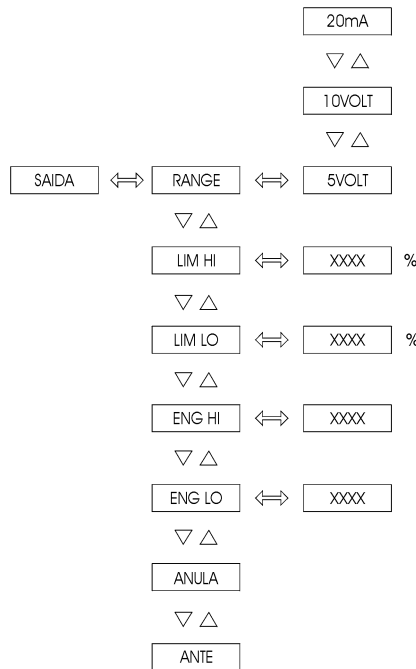 20mA
10VOLT
SAIDA RANGE 5VOLT
LIM HI XXXX %
LIM LO XXXX %
ENG HI XXXX
ENG LO XXXX
ANULA
ANTE